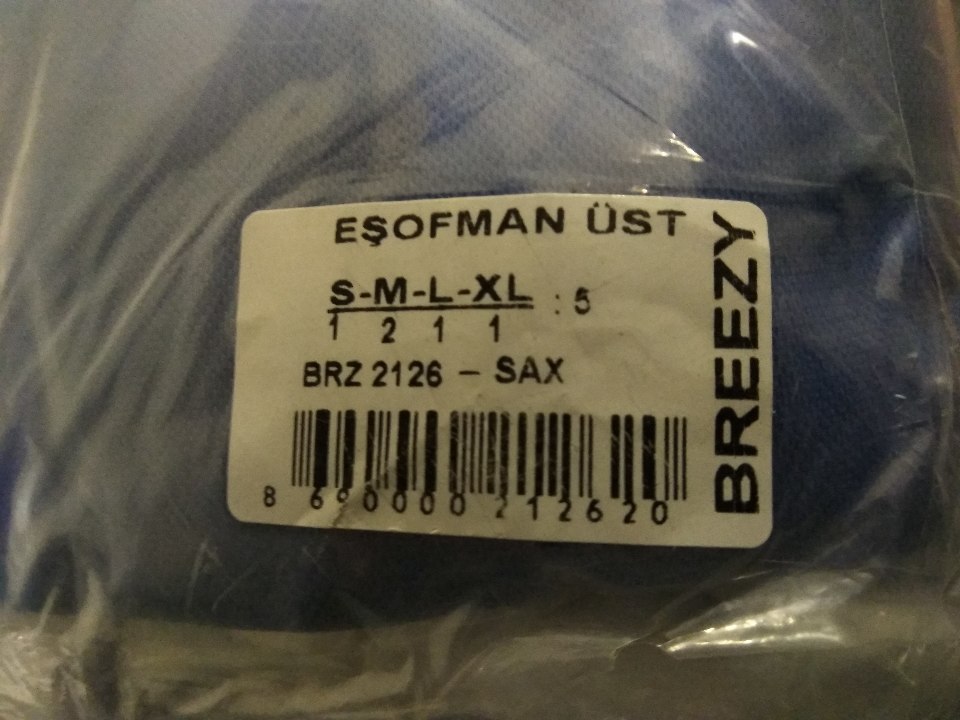 EŞOFMAN ÜST
S-M-L-XL : 5
1 2 1 1
BRZ 2126 - SAX
8 690000 212620
BREEZY